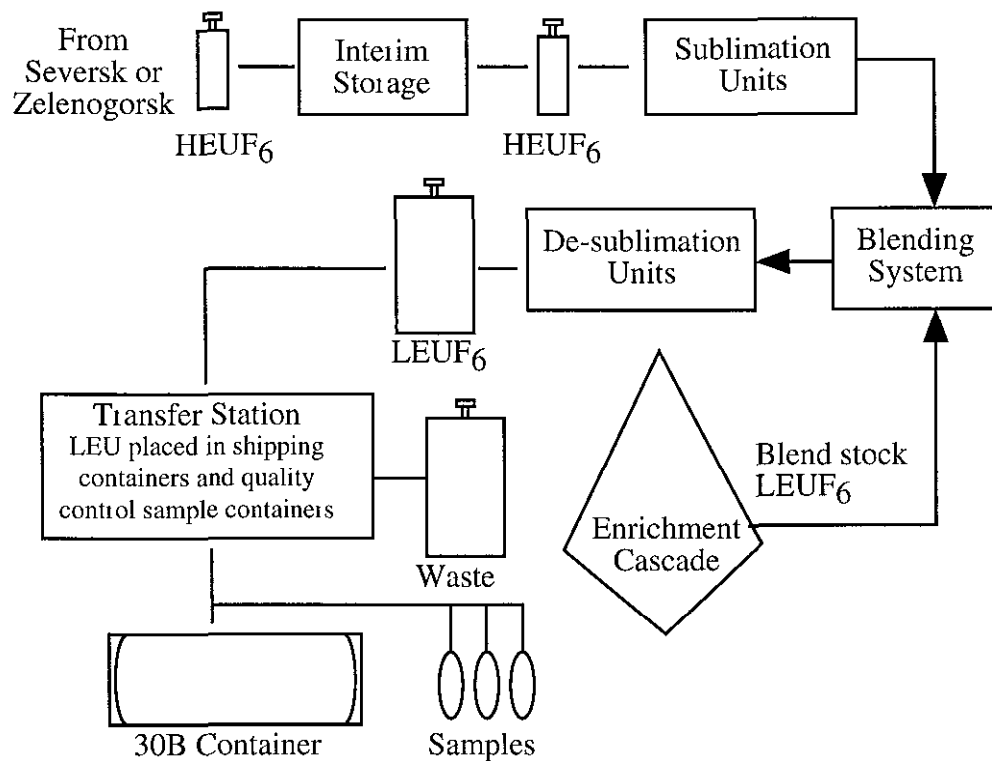 From
Seversk or
Zelenogorsk
HEUF6
Interim
Storage
HEUF6
Sublimation
Units
LEUF6
De-sublimation
Units
Blending
System
Transfer Station
LEU placed in shipping
containers and quality
control sample containers
Waste
Enrichment
Cascade
Blend stock
LEUF6
30B Container
Samples